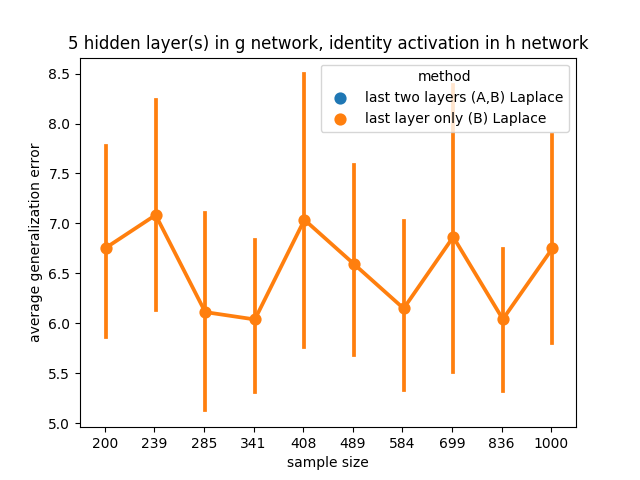 5 hidden layer(s) in g network, identity activation in h network
method
last two layers (A,B) Laplace
last layer only (B) Laplace
average generalization error
8.5
8.0
7.5
7.0
6.5
6.0
5.5
5.0
200 239 285 341 408 489 584 699 836 1000
sample size